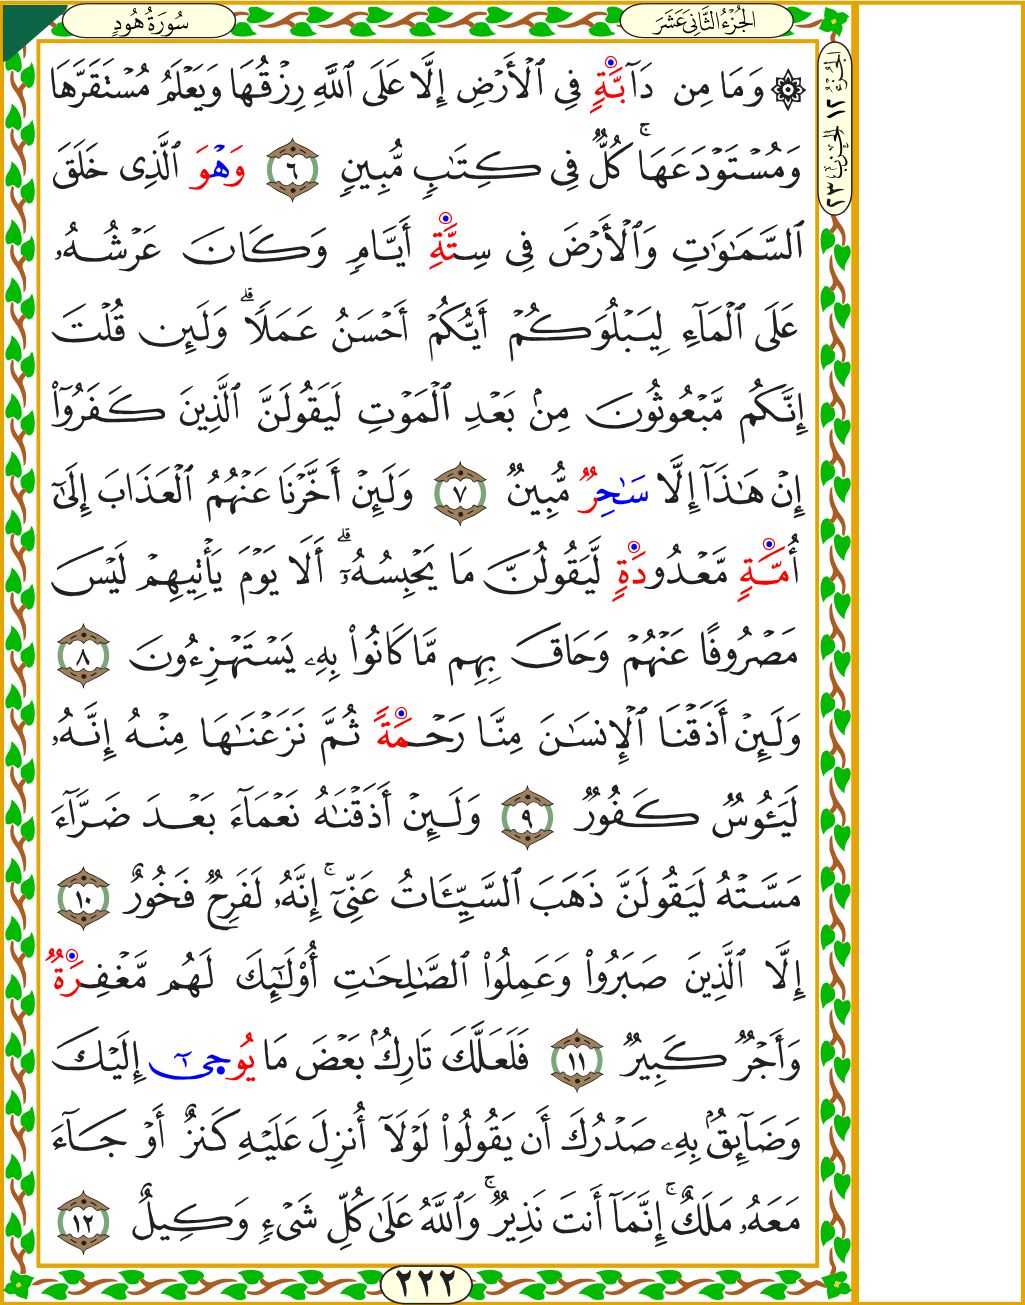 سُورَةُ هُودٍ
الجُزْءُ الثَّانِي عَشَرَ
الجزء ١٢ الحزب ٢٣
۞ وَمَا مِن دَآبَّةٍ فِي ٱلْأَرْضِ إِلَّا عَلَى ٱللَّهِ رِزْقُهَا وَيَعْلَمُ مُسْتَقَرَّهَا
وَمُسْتَوْدَعَهَاۚ كُلٌّ فِي كِتَٰبٍ مُّبِينٍ ٦ وَهْوَ ٱلَّذِي خَلَقَ
ٱلسَّمَٰوَٰتِ وَٱلْأَرْضَ فِي سِتَّةِ أَيَّامٍ وَكَانَ عَرْشُهُۥ
عَلَى ٱلْمَآءِ لِيَبْلُوَكُمْ أَيُّكُمْ أَحْسَنُ عَمَلًاۗ وَلَئِن قُلْتَ
إِنَّكُم مَّبْعُوثُونَ مِنۢ بَعْدِ ٱلْمَوْتِ لَيَقُولَنَّ ٱلَّذِينَ كَفَرُوٓاْ
إِنْ هَٰذَآ إِلَّا سَٰحِرٌ مُّبِينٌ ٧ وَلَئِنْ أَخَّرْنَا عَنْهُمُ ٱلْعَذَابَ إِلَىٰٓ
أُمَّةٍ مَّعْدُودَةٍ لَّيَقُولُنَّ مَا يَحْبِسُهُۥٓۗ أَلَا يَوْمَ يَأْتِيهِمْ لَيْسَ
مَصْرُوفًا عَنْهُمْ وَحَاقَ بِهِم مَّا كَانُواْ بِهِۦ يَسْتَهْزِءُونَ ٨
وَلَئِنْ أَذَقْنَا ٱلْإِنسَٰنَ مِنَّا رَحْمَةً ثُمَّ نَزَعْنَٰهَا مِنْهُ إِنَّهُۥ
لَيَـُٔوسٌ كَفُورٌ ٩ وَلَئِنْ أَذَقْنَٰهُ نَعْمَآءَ بَعْدَ ضَرَّآءَ
مَسَّتْهُ لَيَقُولَنَّ ذَهَبَ ٱلسَّيِّـَٔاتُ عَنِّيٓۚ إِنَّهُۥ لَفَرِحٌ فَخُورٌ ١٠
إِلَّا ٱلَّذِينَ صَبَرُواْ وَعَمِلُواْ ٱلصَّٰلِحَٰتِ أُوْلَٰٓئِكَ لَهُم مَّغْفِرَةٌ
وَأَجْرٌ كَبِيرٌ ١١ فَلَعَلَّكَ تَارِكُۢ بَعْضَ مَا يُوحَىٰٓ إِلَيْكَ
وَضَآئِقُۢ بِهِۦ صَدْرُكَ أَن يَقُولُواْ لَوْلَآ أُنزِلَ عَلَيْهِ كَنزٌ أَوْ جَآءَ
مَعَهُۥ مَلَكٌۚ إِنَّمَآ أَنتَ نَذِيرٌۚ وَٱللَّهُ عَلَىٰ كُلِّ شَيْءٍ وَكِيلٌ ١٢
٢٢٢